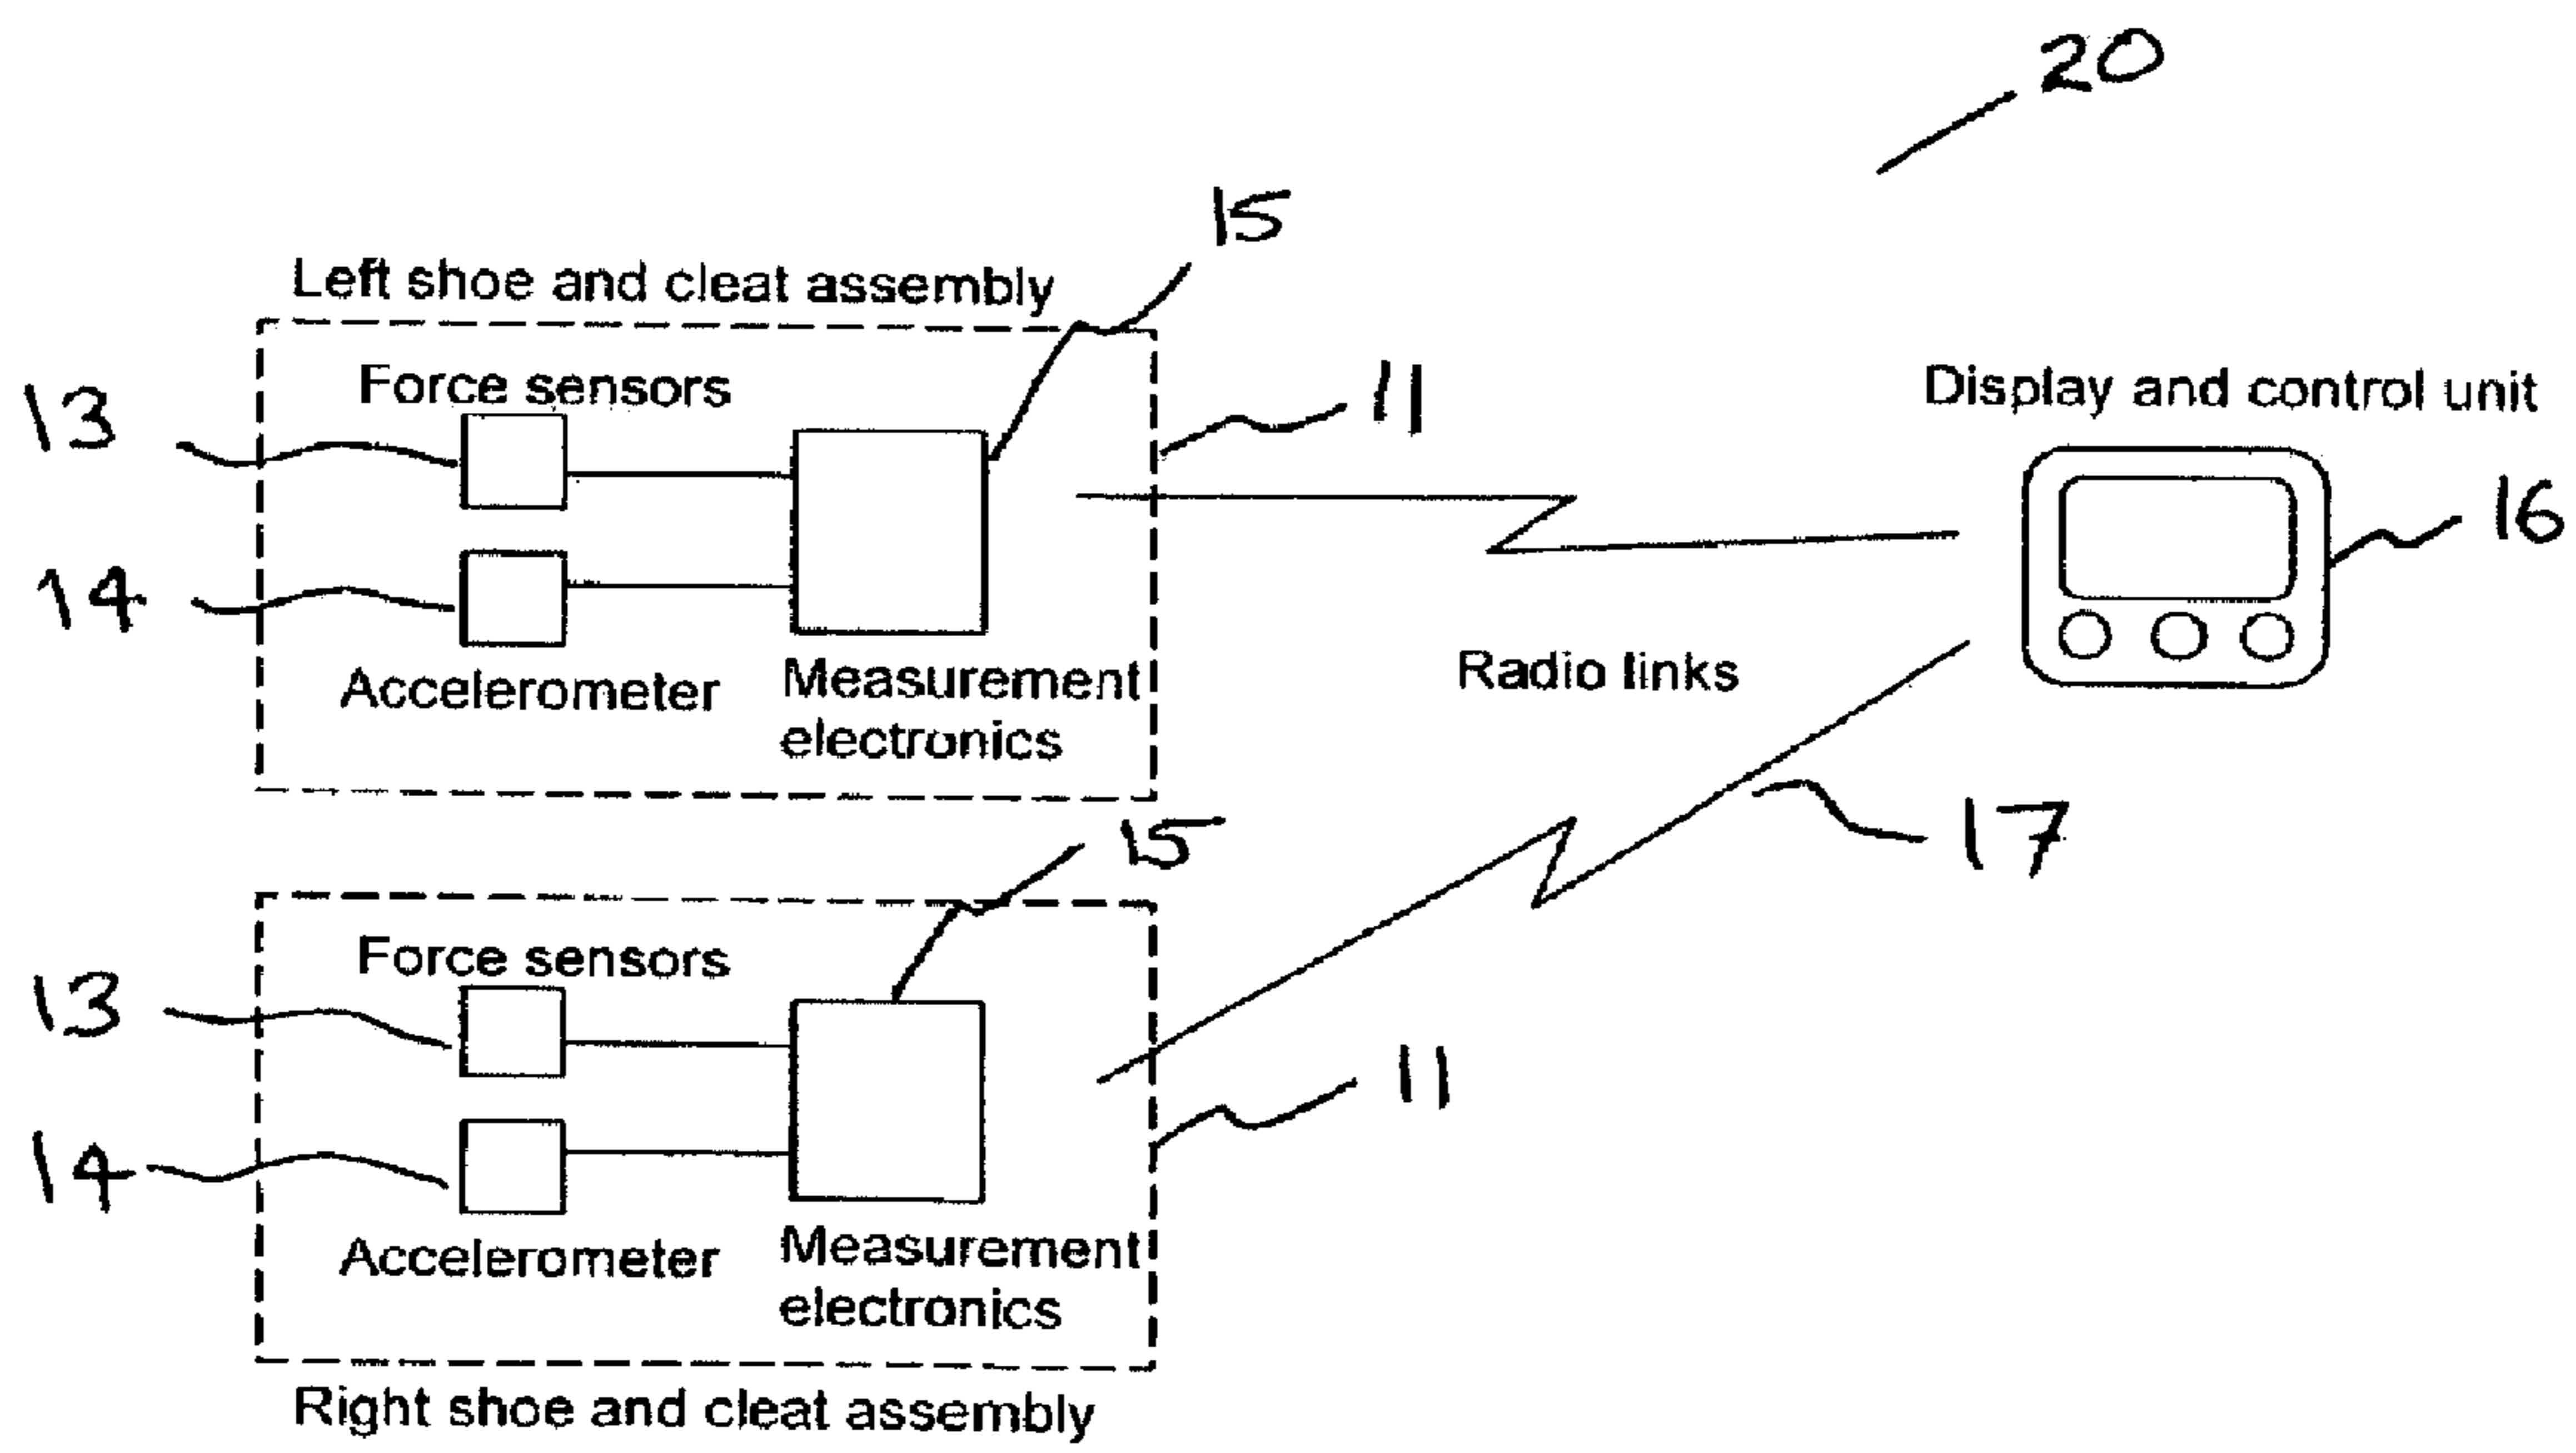 20
15
Left shoe and cleat assembly
11
Force sensors
Display and control unit
13
16
14
Radio links
Accelerometer
Measurement
electronics
17
15
Force sensors
13
11
14
Accelerometer
Measurement
electronics
Right shoe and cleat assembly